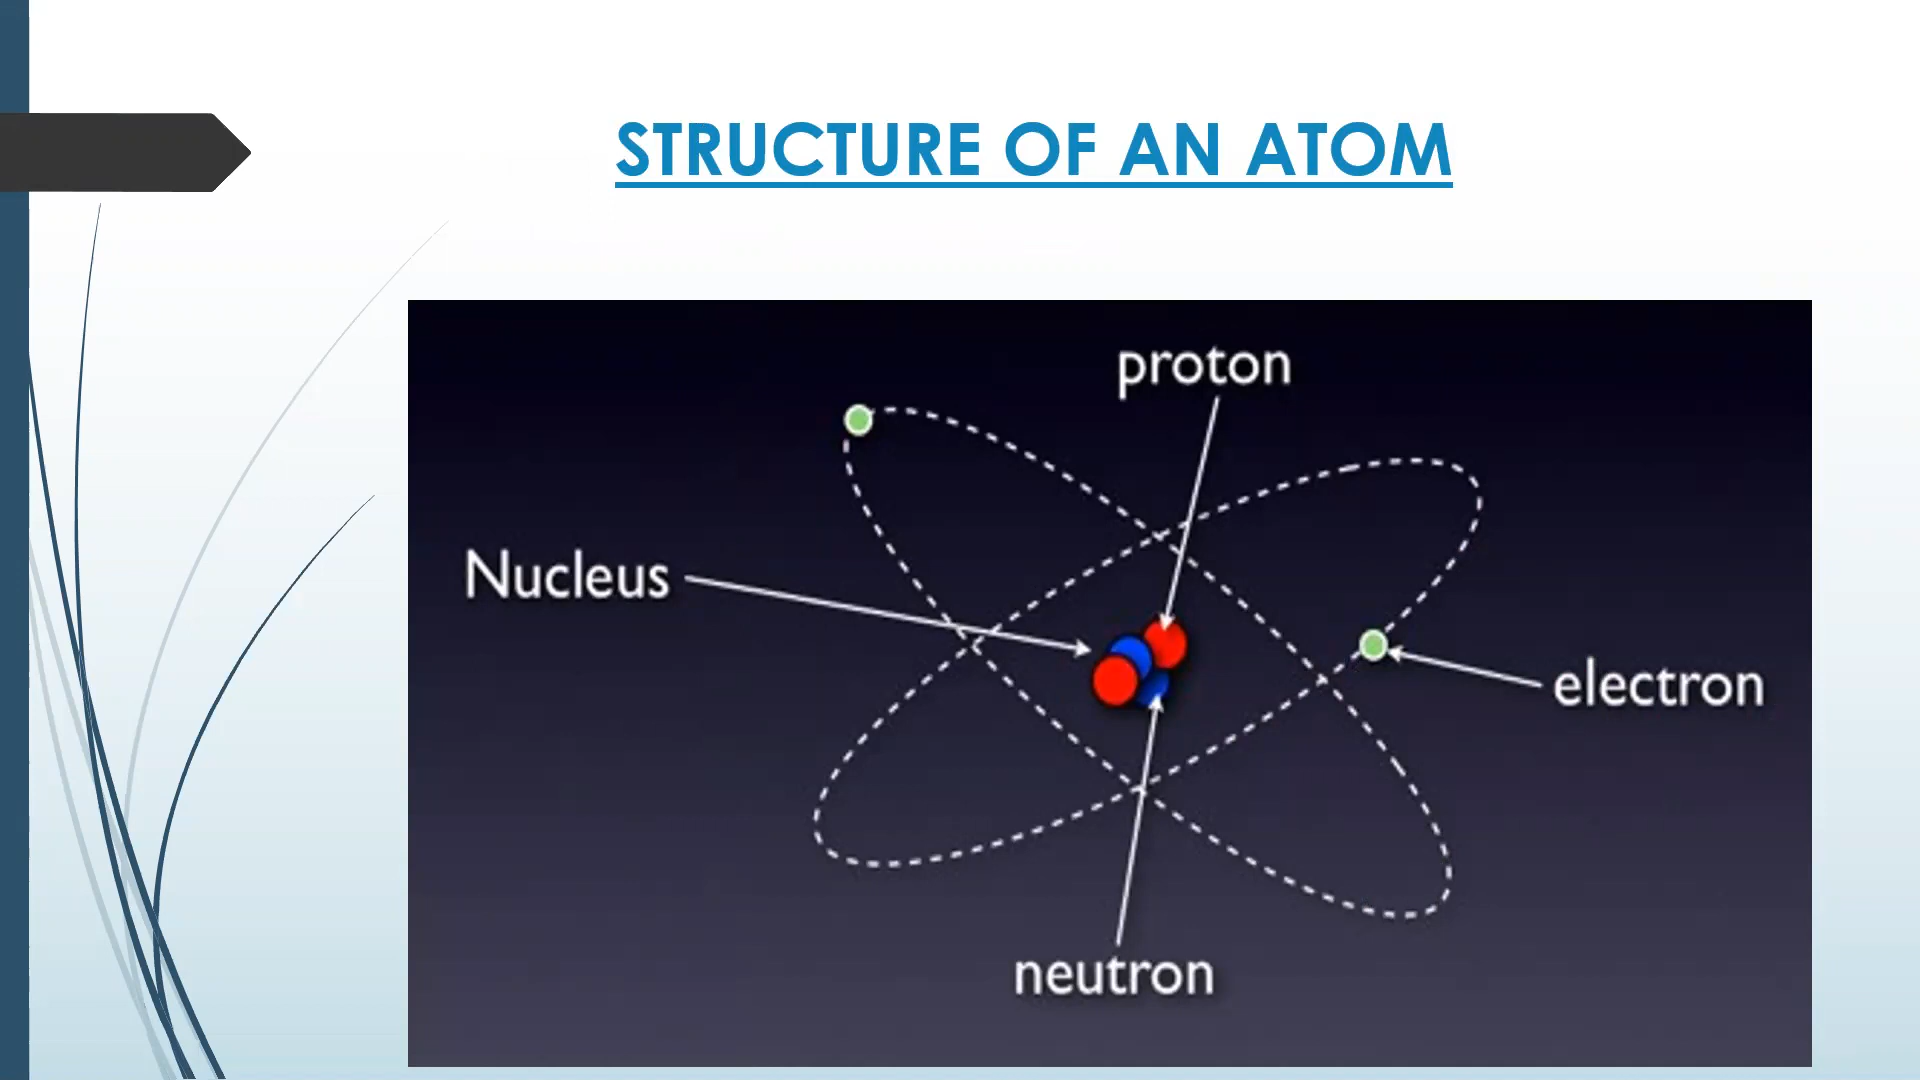 STRUCTURE OF AN ATOM
proton
Nucleus
electron
neutron